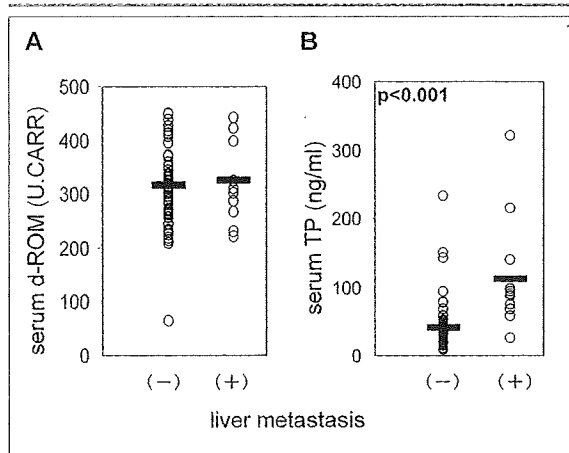 A
serum d-ROM (U.CARR)
500
400
300
200
100
0
(-) (+)
B
serum TP (ng/ml)
p<0.001
400
300
200
100
0
(--) (+)
liver metastasis